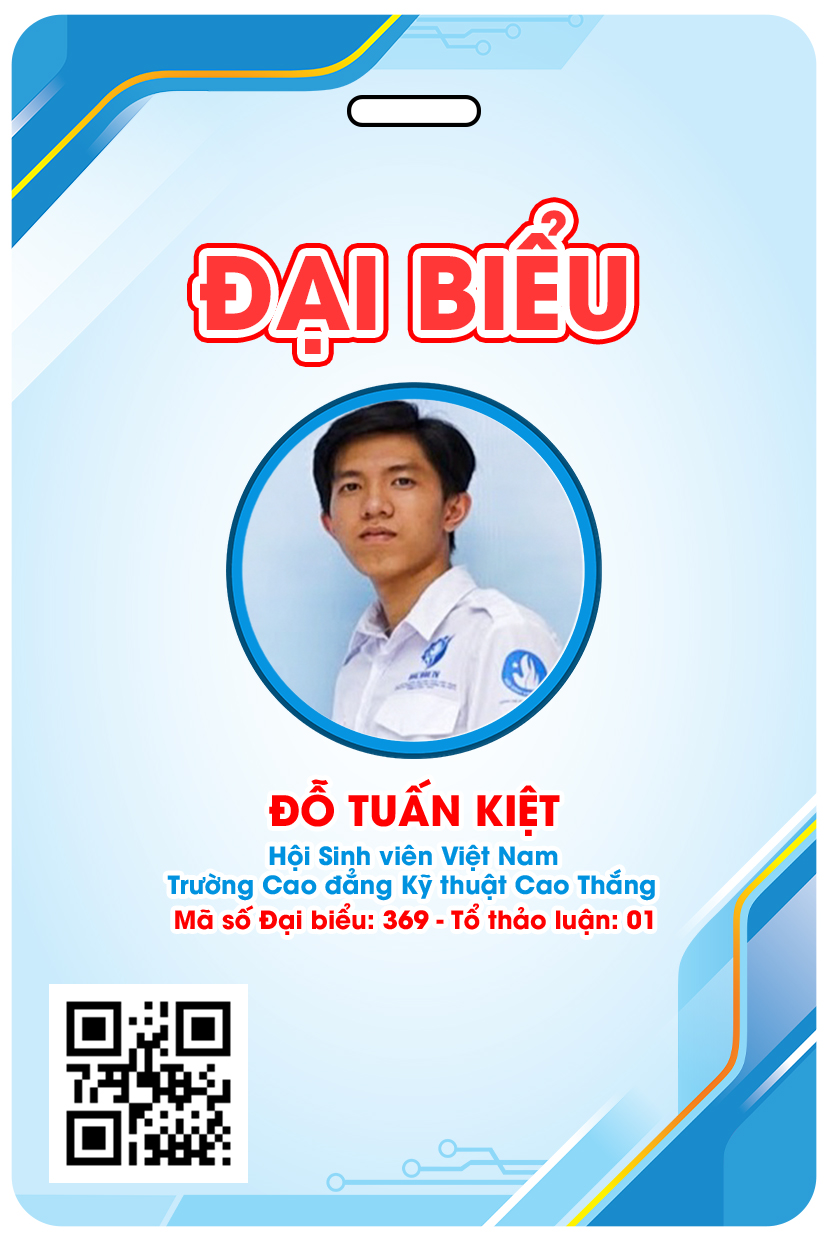 ĐẠI BIỂU
ĐỖ TUẤN KIỆT
Hội Sinh viên Việt Nam
Trường Cao đẳng Kỹ thuật Cao Thắng
Mã số Đại biểu: 369 - Tổ thảo luận: 01